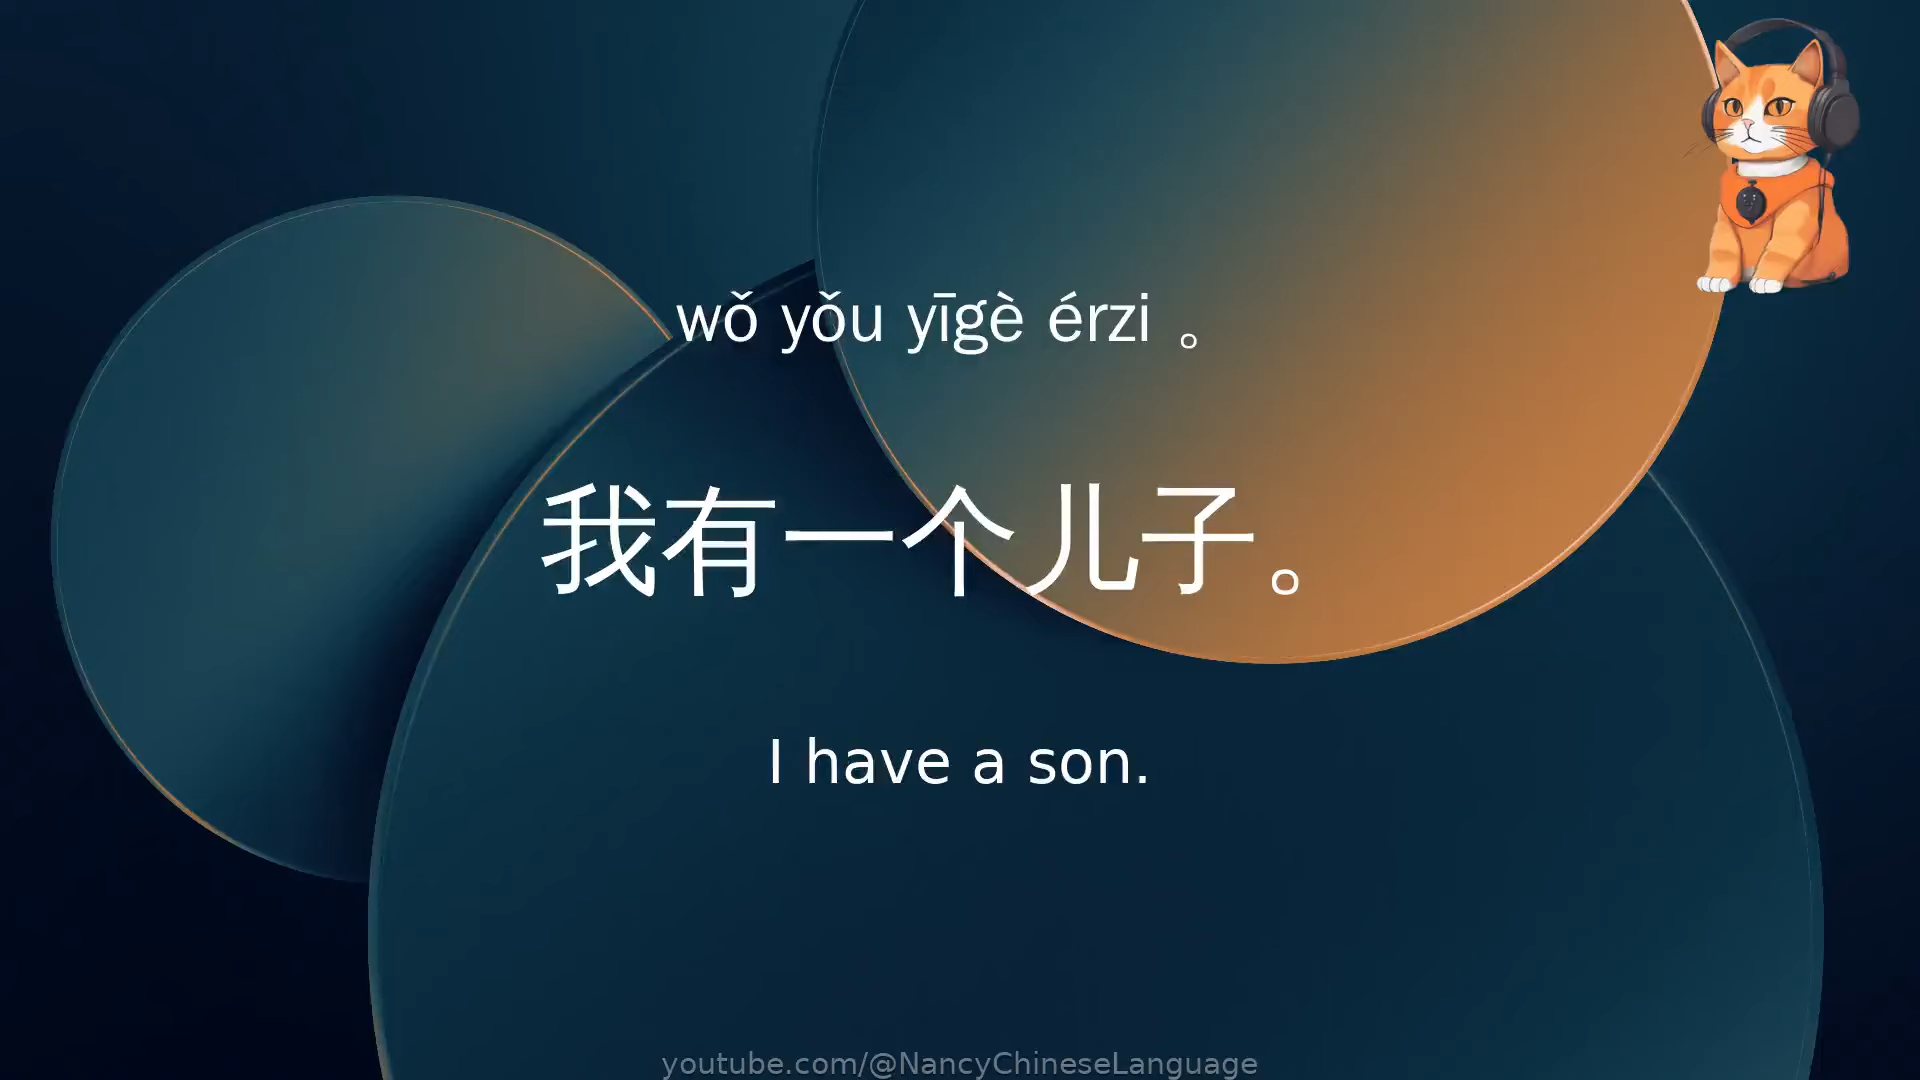 wǒ yǒu yīgè érzi 。
我有一个儿子。
I have a son.
youtube.com/@NancyChineseLanguage